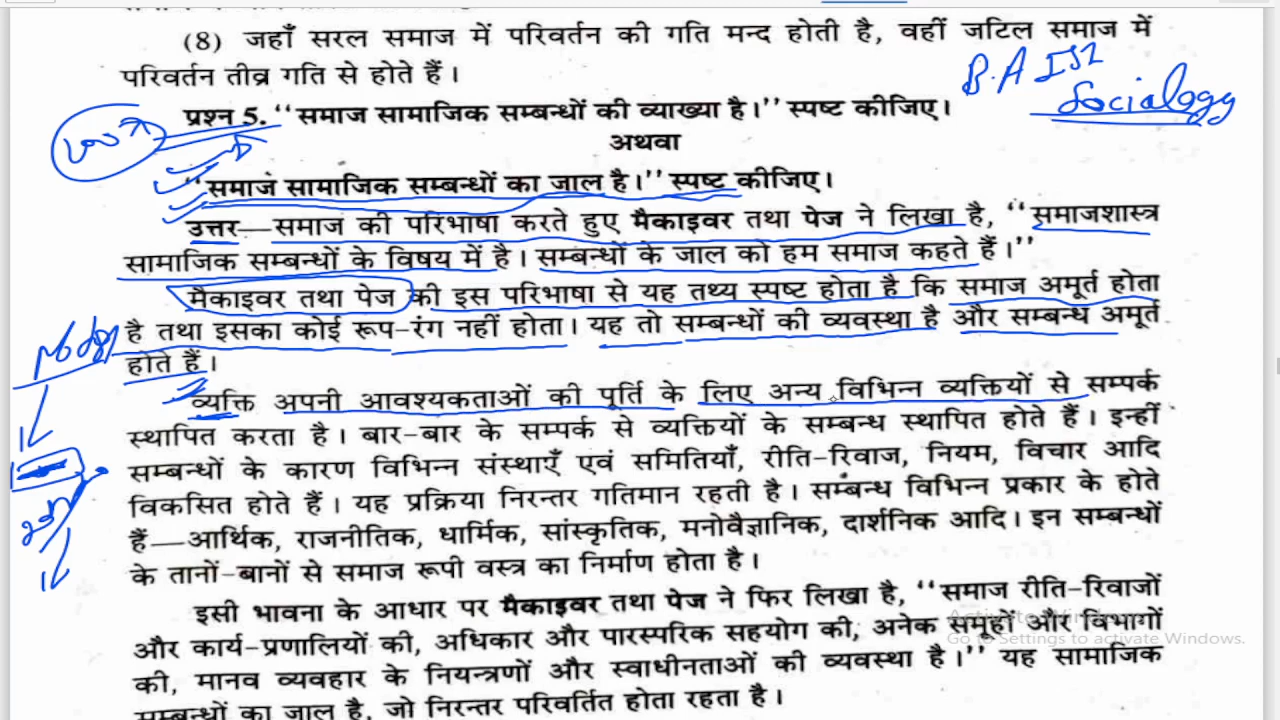 (8) जहाँ सरल समाज में परिवर्तन की गति मन्द होती है, वहीं जटिल समाज में
परिवर्तन तीव्र गति से होते हैं।
B.A
Sociology
प्रश्न 5. "समाज सामाजिक सम्बन्धों की व्याख्या है।" स्पष्ट कीजिए।
अथवा
"समाज सामाजिक सम्बन्धों का जाल है।" स्पष्ट कीजिए।
उत्तर—समाज की परिभाषा करते हुए मैकाइवर तथा पेज ने लिखा है, "समाजशास्त्र
सामाजिक सम्बन्धों के विषय में है। सम्बन्धों के जाल को हम समाज कहते हैं।"
मैकाइवर तथा पेज की इस परिभाषा से यह तथ्य स्पष्ट होता है कि समाज अमूर्त होता
है तथा इसका कोई रूप-रंग नहीं होता। यह तो सम्बन्धों की व्यवस्था है और सम्बन्ध अमूर्त
होते हैं।
व्यक्ति अपनी आवश्यकताओं की पूर्ति के लिए अन्य विभिन्न व्यक्तियों से सम्पर्क
स्थापित करता है। बार-बार के सम्पर्क से व्यक्तियों के सम्बन्ध स्थापित होते हैं। इन्हीं
सम्बन्धों के कारण विभिन्न संस्थाएँ एवं समितियाँ, रीति-रिवाज, नियम, विचार आदि
विकसित होते हैं। यह प्रक्रिया निरन्तर गतिमान रहती है। सम्बन्ध विभिन्न प्रकार के होते
हैं—आर्थिक, राजनीतिक, धार्मिक, सांस्कृतिक, मनोवैज्ञानिक, दार्शनिक आदि। इन सम्बन्धों
के तानों-बानों से समाज रूपी वस्त्र का निर्माण होता है।
इसी भावना के आधार पर मैकाइवर तथा पेज ने फिर लिखा है, "समाज रीति-रिवाजों
और कार्य-प्रणालियों की, अधिकार और पारस्परिक सहयोग की, अनेक समूहों और विभागों
Activate Windows
Go to Settings to activate Windows.
की, मानव व्यवहार के नियन्त्रणों और स्वाधीनताओं की व्यवस्था है।" यह सामाजिक
सम्बन्धों का जाल है, जो निरन्तर परिवर्तित होता रहता है।